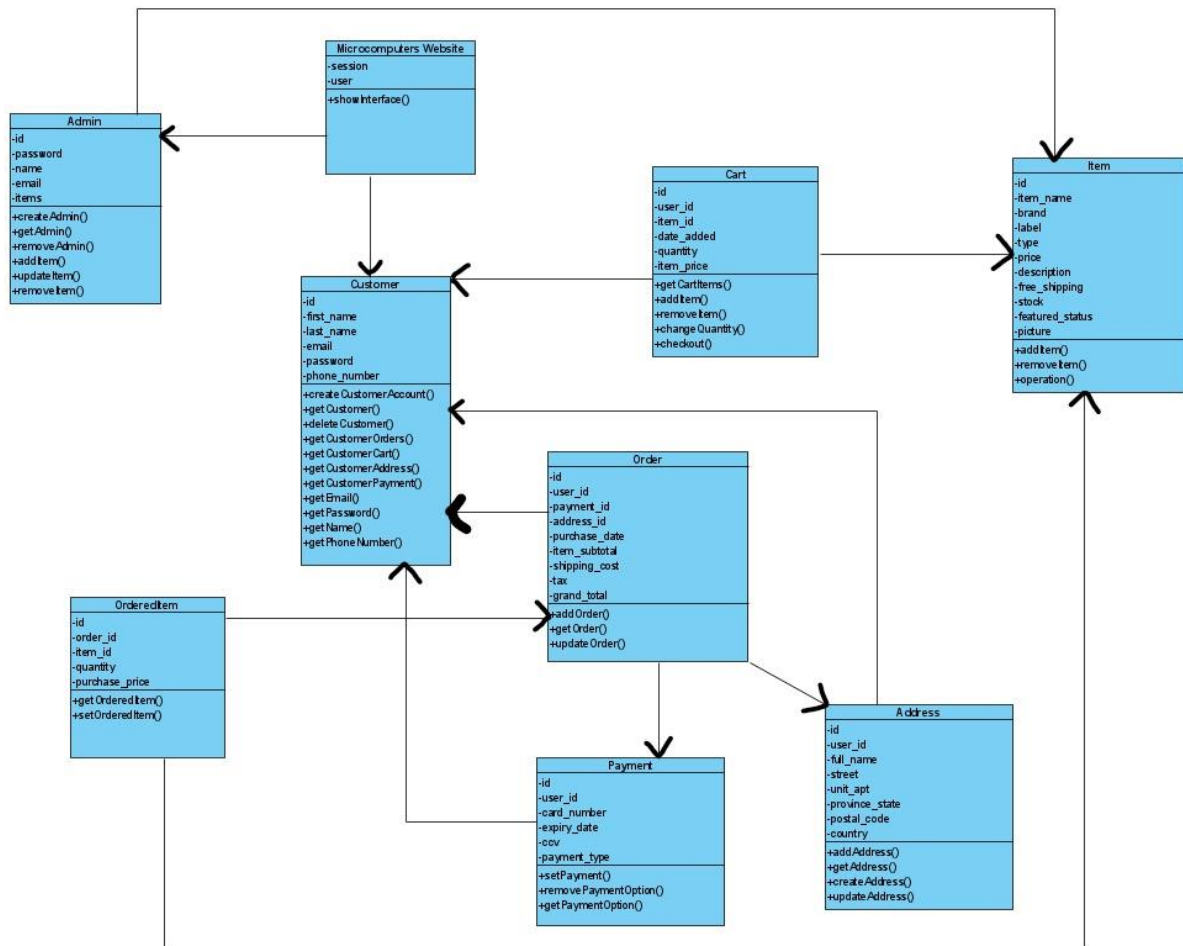 Microcomputers Website
-session
-user
+showInterface()
Admin
-id
-password
-name
-email
-items
+createAdmin()
+getAdmin()
+removeAdmin()
+addItem()
+updateItem()
+removeItem()
Cart
-id
-user_id
-item_id
-date_added
-quantity
-item_price
+getCartItems()
+addItem()
+removeItem()
+changeQuantity()
+checkout()
Item
-id
-item_name
-brand
-label
-type
-price
-description
-free_shipping
-stock
-featured_status
-picture
+addItem()
+removeItem()
+operation()
Customer
-id
-first_name
-last_name
-email
-password
-phone_number
+createCustomerAccount()
+getCustomer()
+deleteCustomer()
+getCustomerOrders()
+getCustomerCart()
+getCustomerAddress()
+getCustomerPayment()
+getEmail()
+getPassword()
+getName()
+getPhoneNumber()
Order
-id
-user_id
-payment_id
-address_id
-purchase_date
-item_subtotal
-shipping_cost
-tax
-grand_total
+addOrder()
+getOrder()
+updateOrder()
OrderedItem
-id
-order_id
-item_id
-quantity
-purchase_price
+getOrderedItem()
+setOrderedItem()
Payment
-id
-user_id
-card_number
-expiry_date
-ccv
-payment_type
+setPayment()
+removePaymentOption()
+getPaymentOption()
Address
-id
-user_id
-full_name
-street
-unit_apt
-province_state
-postal_code
-country
+addAddress()
+getAddress()
+createAddress()
+updateAddress()